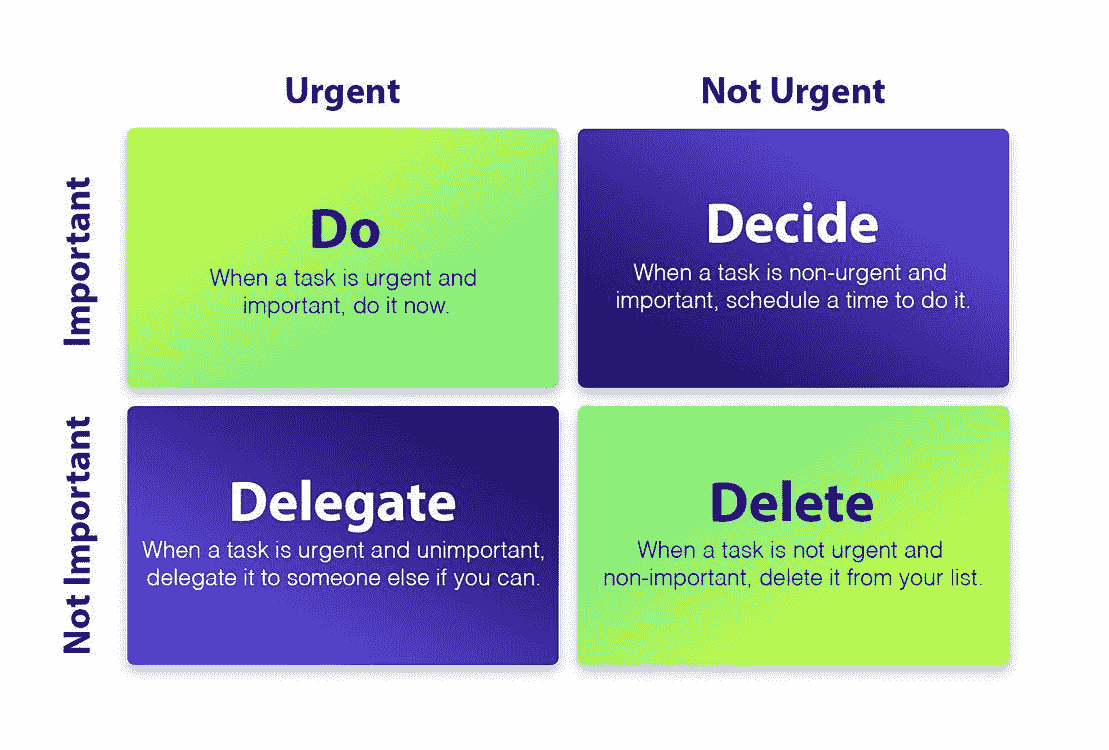 Urgent
Not Urgent
Important
Do
When a task is urgent and
important, do it now.
Decide
When a task is non-urgent and
important, schedule a time to do it.
Not Important
Delegate
When a task is urgent and unimportant,
delegate it to someone else if you can.
Delete
When a task is not urgent and
non-important, delete it from your list.